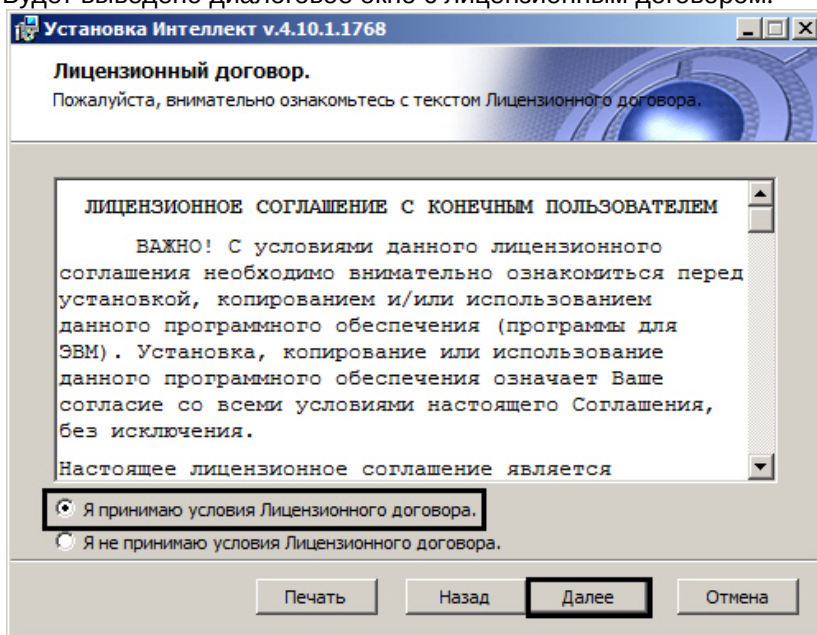 Будет выведено диалоговое окно с лицензионным договором.
Установка Интеллект v.4.10.1.1768
Лицензионный договор.
Пожалуйста, внимательно ознакомьтесь с текстом Лицензионного договора.
ЛИЦЕНЗИОННОЕ СОГЛАШЕНИЕ С КОНЕЧНЫМ ПОЛЬЗОВАТЕЛЕМ
ВАЖНО! С условиями данного лицензионного
соглашения необходимо внимательно ознакомиться перед
установкой, копированием и/или использованием
данного программного обеспечения (программы для
ЭВМ). Установка, копирование или использование
данного программного обеспечения означает Ваше
согласие со всеми условиями настоящего Соглашения,
без исключения.
Настоящее лицензионное соглашение является
Я принимаю условия Лицензионного договора.
Я не принимаю условия Лицензионного договора.
Печать Назад Далее Отмена